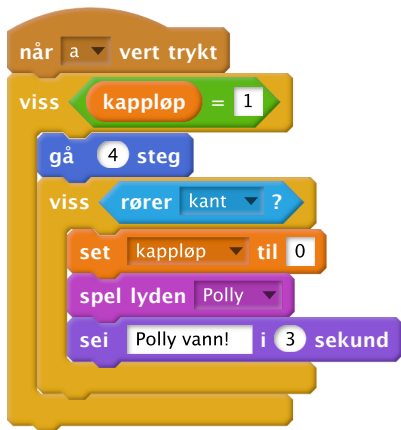 når a vert trykt
viss kappløp = 1
gå 4 steg
viss rører kant ?
set kappløp til 0
spel lyden Polly
sei Polly vann! i 3 sekund